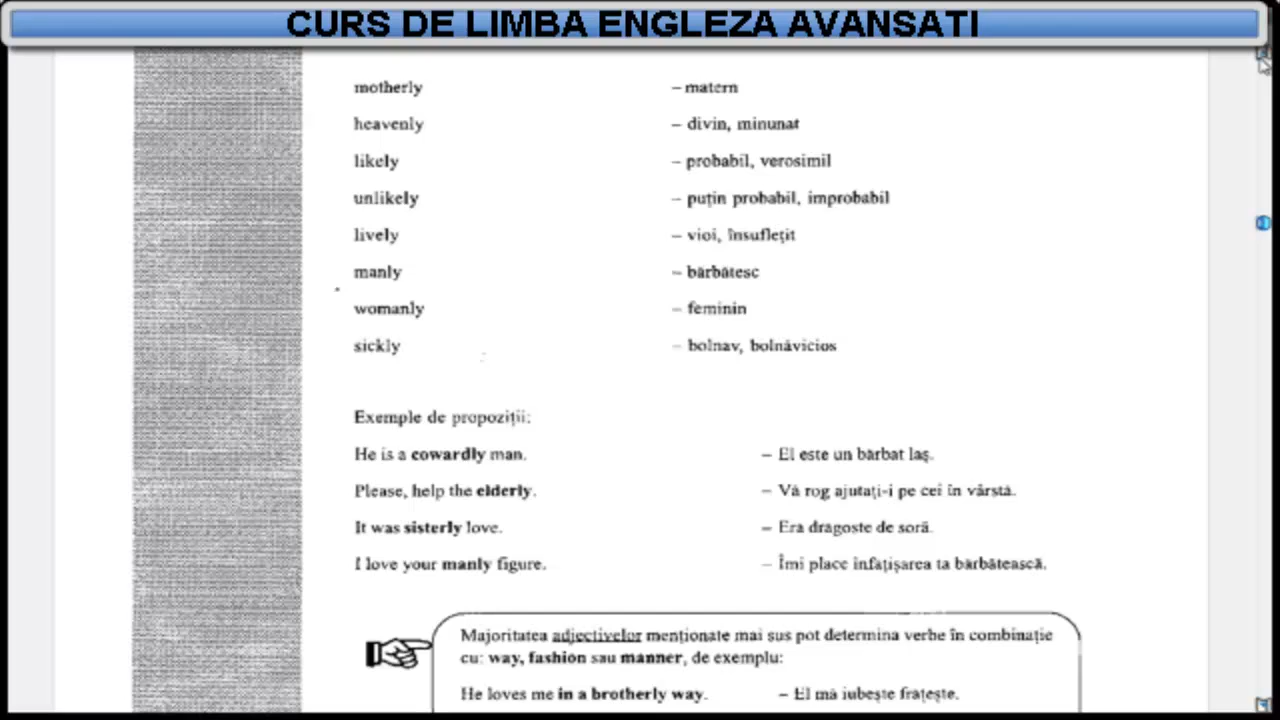 CURS DE LIMBA ENGLEZA AVANSATI
motherly – matern
heavenly – divin, minunat
likely – probabil, verosimil
unlikely – puțin probabil, improbabil
lively – vioi, însuflețit
manly – bărbătesc
womanly – feminin
sickly – bolnav, bolnăvicios
Exemple de propoziții:
He is a cowardly man. – El este un bărbat laș.
Please, help the elderly. – Vă rog ajutați-i pe cei în vârstă.
It was sisterly love. – Era dragoste de soră.
I love your manly figure. – Îmi place înfățișarea ta bărbătească.
Majoritatea adjectivelor menționate mai sus pot determina verbe în combinație
cu: way, fashion sau manner, de exemplu:
He loves me in a brotherly way. – El mă iubește frățește.